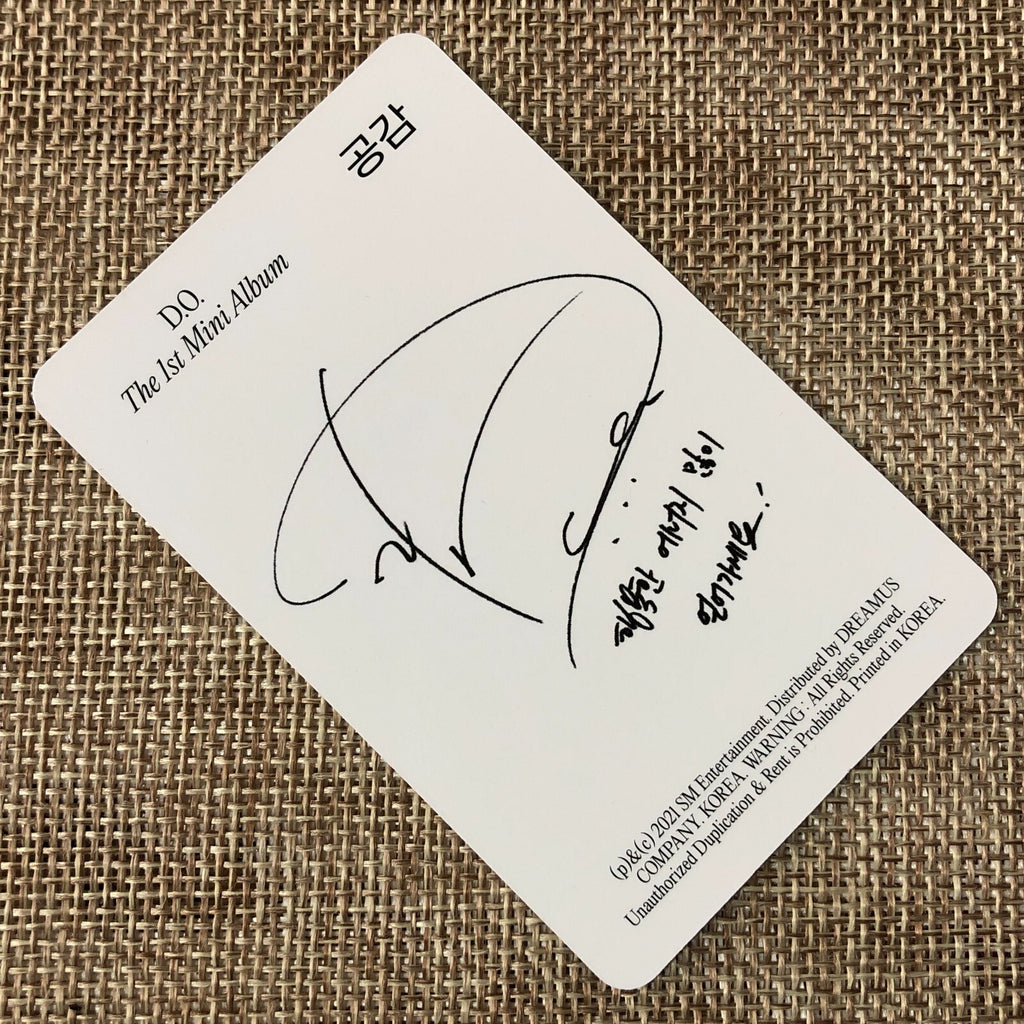 공감
D.O.
The 1st Mini Album
행복한 에너지 많이
얻어가세요!
(p)&(c) 2021 SM Entertainment. Distributed by DREAMUS
COMPANY. KOREA. WARNING : All Rights Reserved.
Unauthorized Duplication & Rent is Prohibited. Printed in KOREA.